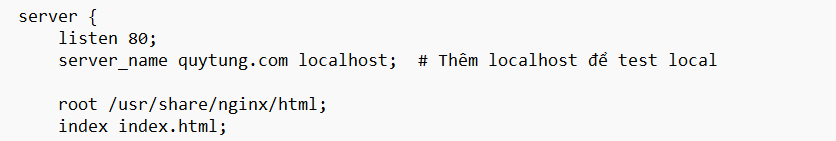 server {
    listen 80;
    server_name quytung.com localhost;  # Thêm localhost để test local
    root /usr/share/nginx/html;
    index index.html;